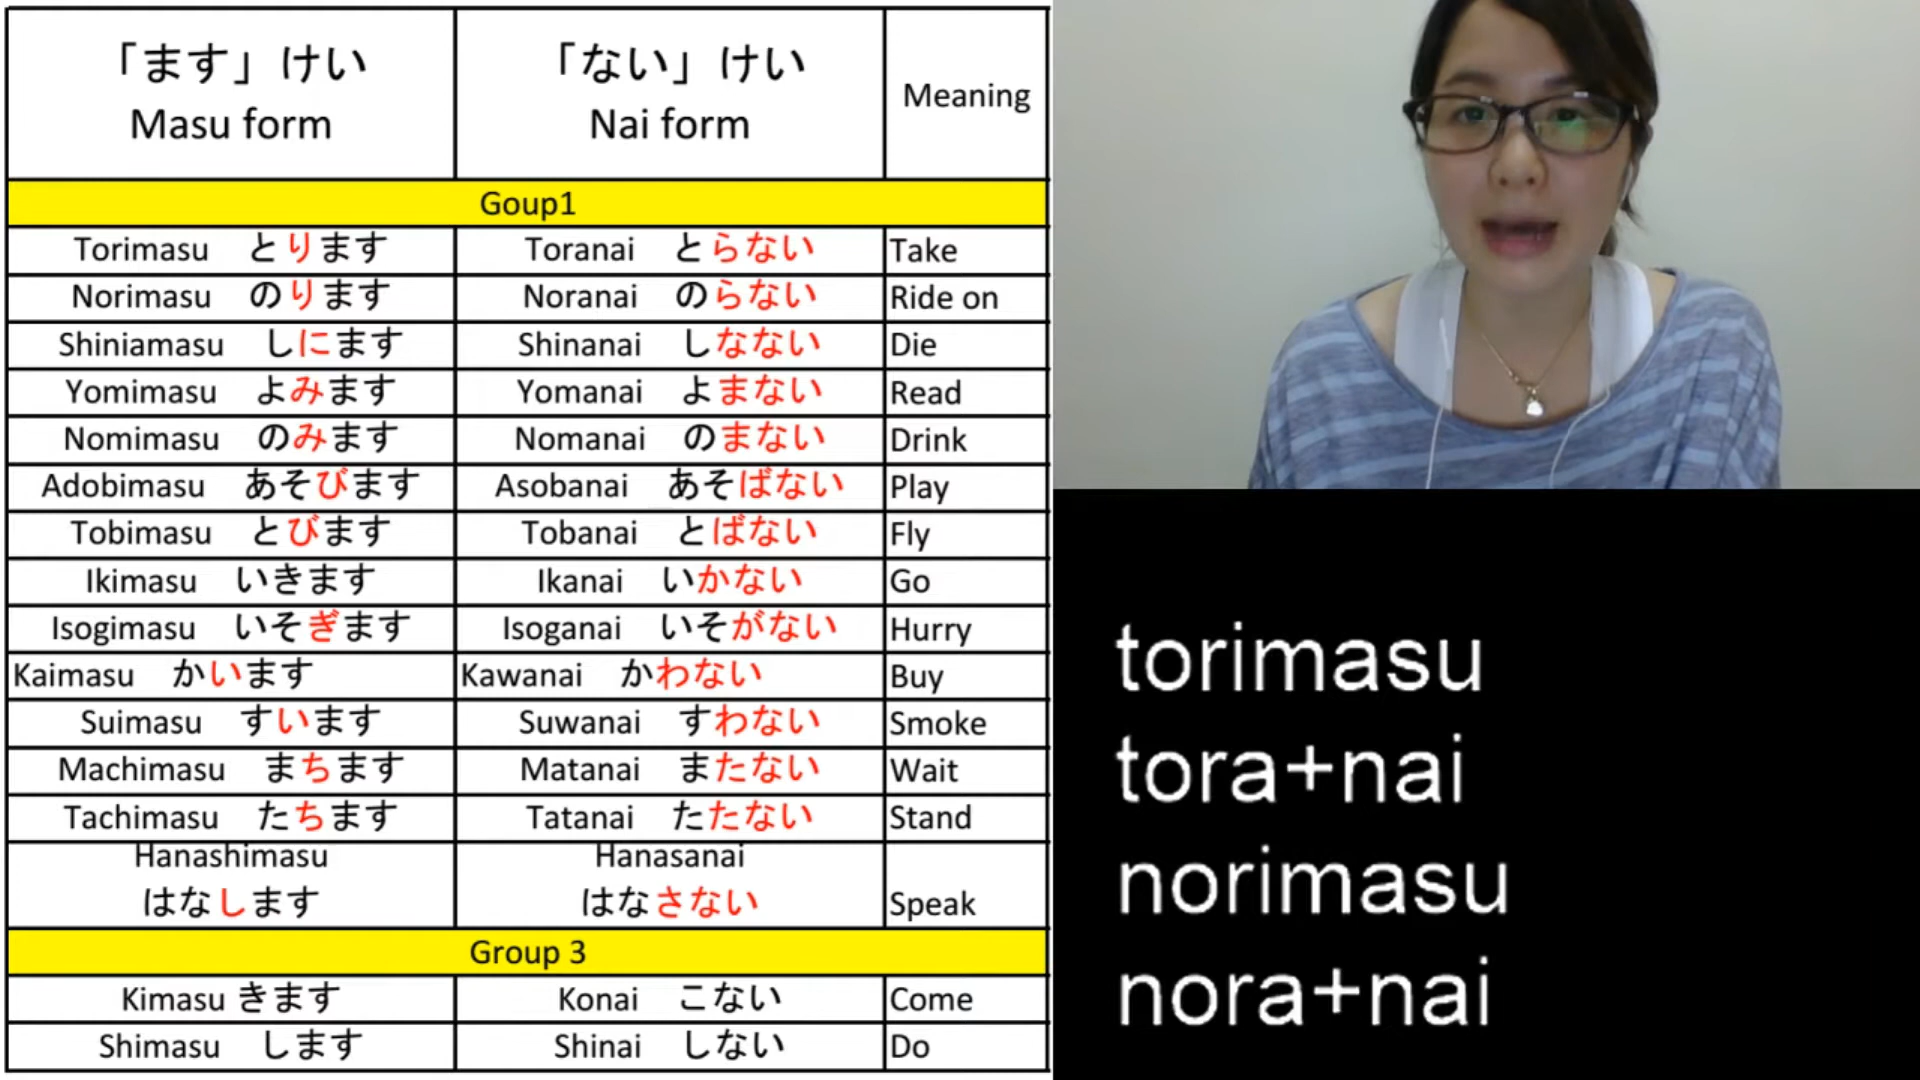 「ます」けい 「ない」けい Meaning
Masu form Nai form
Goup1
Torimasu とります Toranai とらない Take
Norimasu のります Noranai のらない Ride on
Shiniamasu しにます Shinanai しなない Die
Yomimasu よみます Yomanai よまない Read
Nomimasu のみます Nomanai のまない Drink
Adobimasu あそびます Asobanai あそばない Play
Tobimasu とびます Tobanai とばない Fly
Ikimasu いきます Ikanai いかない Go
Isogimasu いそぎます Isoganai いそがない Hurry
Kaimasu かいます Kawanai かわない Buy
Suimasu すいます Suwanai すわない Smoke
Machimasu まちます Matanai またない Wait
Tachimasu たちます Tatanai たたない Stand
Hanashimasu Hanasanai
はなします はなさない Speak
Group 3
Kimasu きます Konai こない Come
Shimasu します Shinai しない Do
torimasu
tora+nai
norimasu
nora+nai